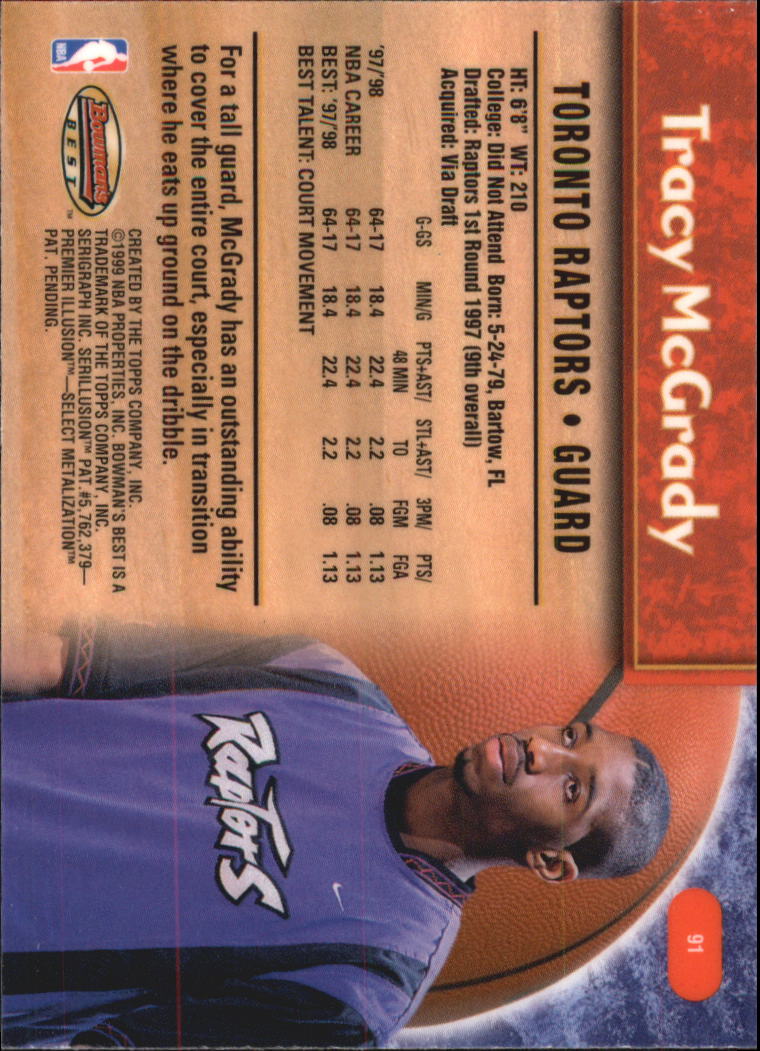 Tracy McGrady
91
TORONTO RAPTORS • GUARD
HT: 6'8" WT: 210
College: Did Not Attend Born: 5-24-79, Bartow, FL
Drafted: Raptors 1st Round 1997 (9th overall)
Acquired: Via Draft
G-GS MIN/G PTS+AST/ STL+AST/ 3PM/ PTS/
48 MIN TO FGM FGA
'97/'98 64-17 18.4 22.4 2.2 .08 1.13
NBA CAREER 64-17 18.4 22.4 2.2 .08 1.13
BEST: '97/'98 64-17 18.4 22.4 2.2 .08 1.13
BEST TALENT: COURT MOVEMENT
For a tall guard, McGrady has an outstanding ability
to cover the entire court, especially in transition
where he eats up ground on the dribble.
RAPTORS
NBA
Bowman's
BEST™
CREATED BY THE TOPPS COMPANY, INC.
©1999 NBA PROPERTIES, INC. BOWMAN'S BEST IS A
TRADEMARK OF THE TOPPS COMPANY, INC.
SERIGRAPH INC. SERIILLUSION™ PAT. #5,762,379—
PREMIER ILLUSION™—SELECT METALIZATION™
PAT. PENDING.